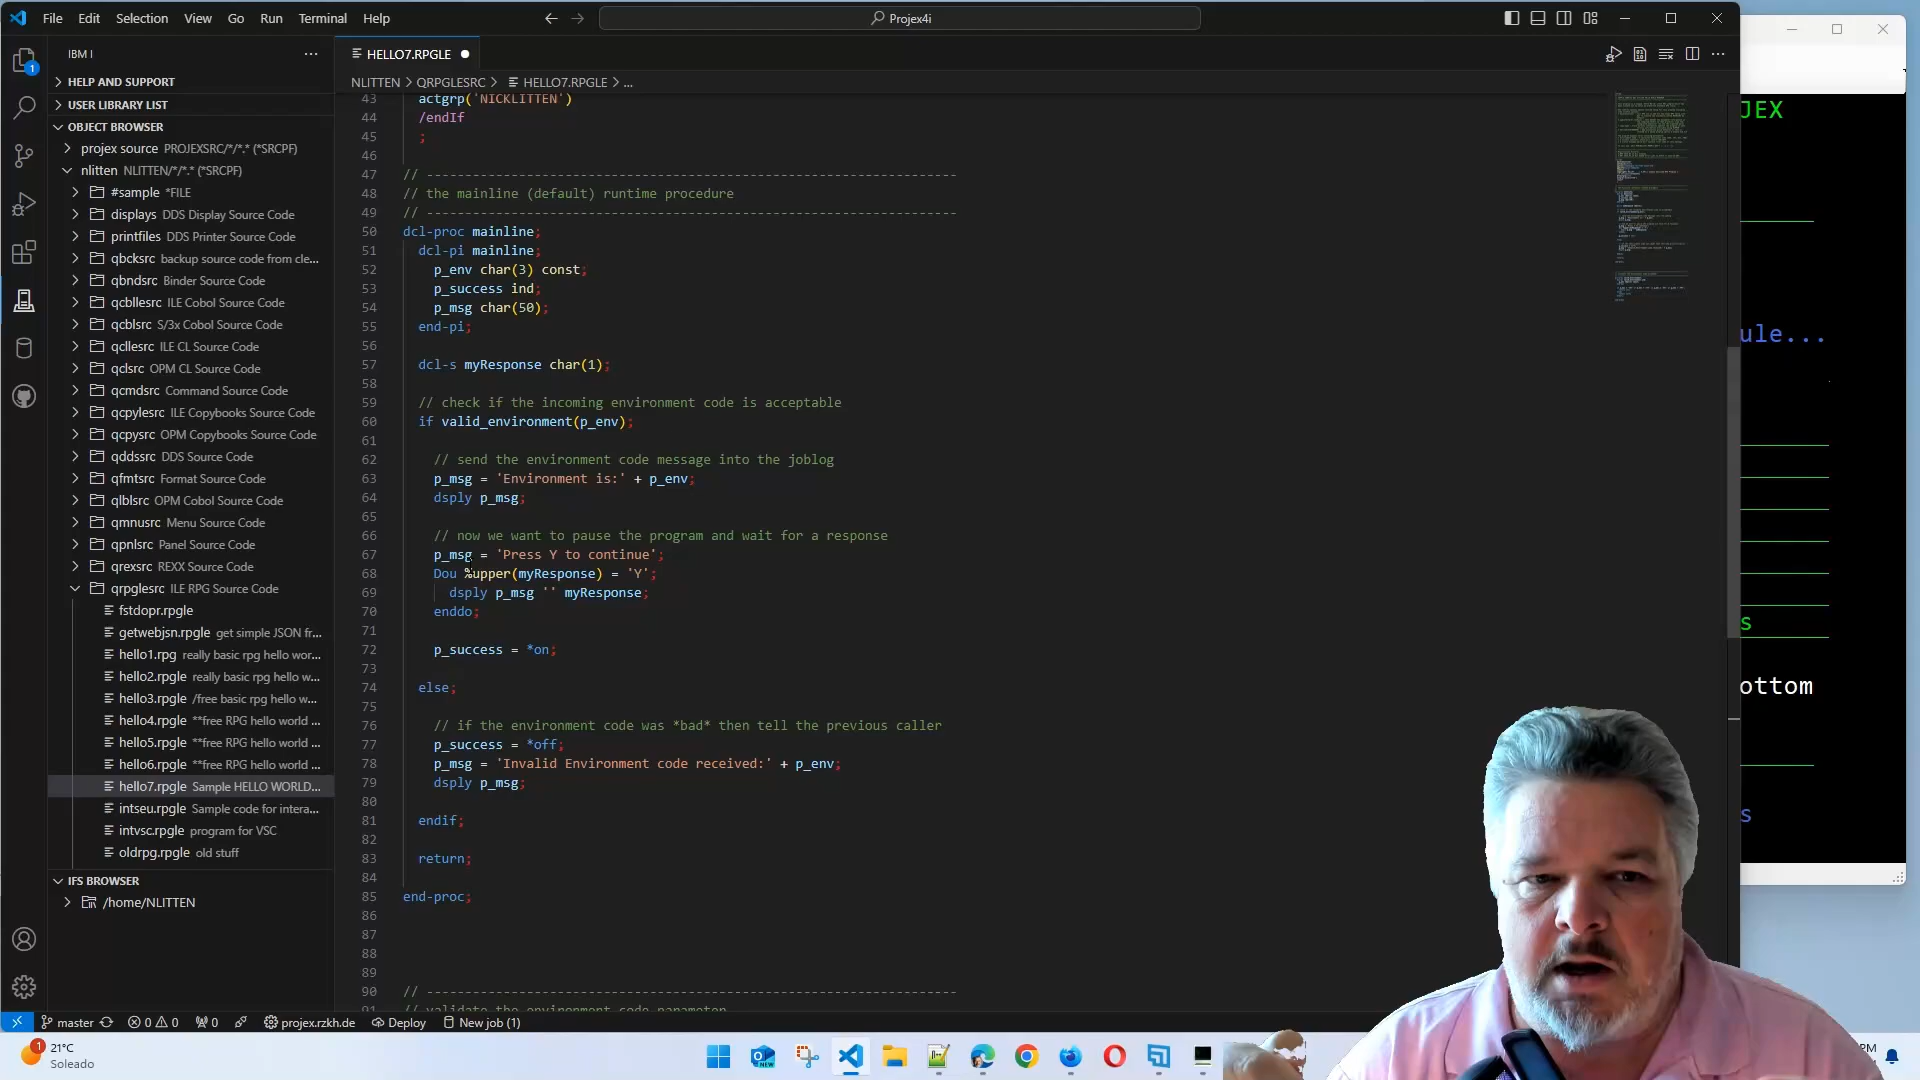 File Edit Selection View Go Run Terminal Help
Projex4i
IBM I
HELLO7.RPGLE
1
HELP AND SUPPORT
USER LIBRARY LIST
OBJECT BROWSER
projex source PROJEXSRC/*/*.* (*SRCPF)
nlitten NLITTEN/*/*.* (*SRCPF)
#sample *FILE
displays DDS Display Source Code
printfiles DDS Printer Source Code
qbcksrc backup source code from cle...
qbndsrc Binder Source Code
qcbllesrc ILE Cobol Source Code
qcblsrc S/3x Cobol Source Code
qcllesrc ILE CL Source Code
qclsrc OPM CL Source Code
qcmdsrc Command Source Code
qcpylesrc ILE Copybooks Source Code
qcpysrc OPM Copybooks Source Code
qddssrc DDS Source Code
qfmtsrc Format Source Code
qlblsrc OPM Cobol Source Code
qmnusrc Menu Source Code
qpnlsrc Panel Source Code
qrexsrc REXX Source Code
qrpglesrc ILE RPG Source Code
fstdopr.rpgle
getwebjsn.rpgle get simple JSON fr...
hello1.rpg really basic rpg hello wor...
hello2.rpgle really basic rpg hello w...
hello3.rpgle /free basic rpg hello w...
hello4.rpgle **free RPG hello world ...
hello5.rpgle **free RPG hello world ...
hello6.rpgle **free RPG hello world ...
hello7.rpgle Sample HELLO WORLD...
intseu.rpgle Sample code for intera...
intvsc.rpgle program for VSC
oldrpg.rpgle old stuff
IFS BROWSER
/home/NLITTEN
NLITTEN > QRPGLESRC > HELLO7.RPGLE > ...
43 actgrp('NICKLITTEN')
44 /endIf
45 ;
46
47 // ---------------------------------------------------------------------
48 // the mainline (default) runtime procedure
49 // ---------------------------------------------------------------------
50 dcl-proc mainline;
51 dcl-pi mainline;
52 p_env char(3) const;
53 p_success ind;
54 p_msg char(50);
55 end-pi;
56
57 dcl-s myResponse char(1);
58
59 // check if the incoming environment code is acceptable
60 if valid_environment(p_env);
61
62 // send the environment code message into the joblog
63 p_msg = 'Environment is:' + p_env;
64 dsply p_msg;
65
66 // now we want to pause the program and wait for a response
67 p_msg = 'Press Y to continue';
68 Dou %upper(myResponse) = 'Y';
69 dsply p_msg '' myResponse;
70 enddo;
71
72 p_success = *on;
73
74 else;
75
76 // if the environment code was *bad* then tell the previous caller
77 p_success = *off;
78 p_msg = 'Invalid Environment code received:' + p_env;
79 dsply p_msg;
80
81 endif;
82
83 return;
84
85 end-proc;
86
87
88
89
90 // ---------------------------------------------------------------------
91 // validate the environment code parameter
JEX
ule...
s
ottom
s
master 0 0 0 projex.rzkh.de Deploy New job (1)
1
21°C
Soleado
NEW
PM